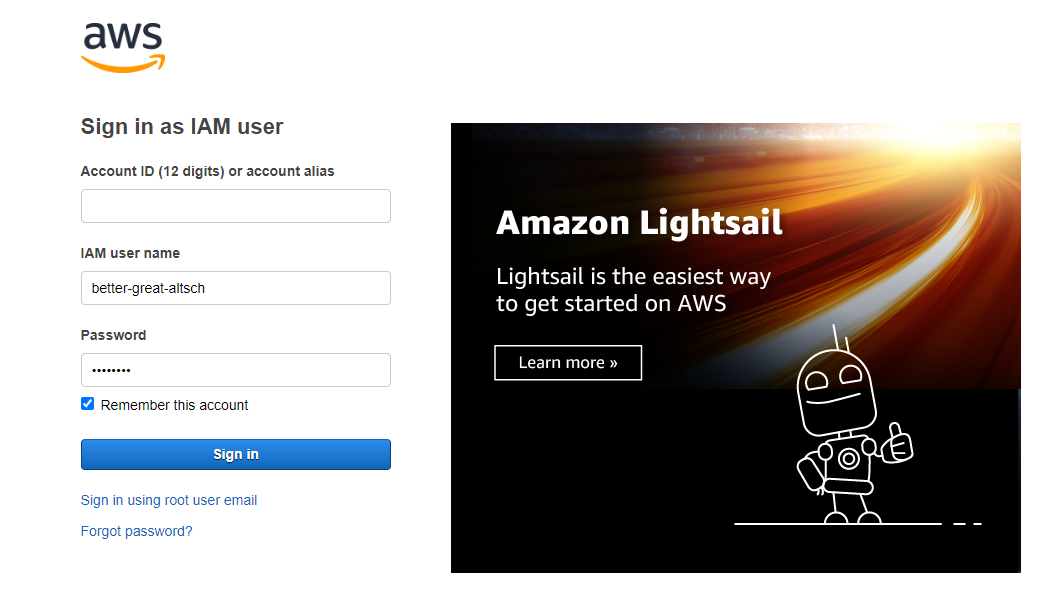 aws
Sign in as IAM user
Account ID (12 digits) or account alias
IAM user name
better-great-altsch
Password
••••••••
Remember this account
Sign in
Sign in using root user email
Forgot password?
Amazon Lightsail
Lightsail is the easiest way
to get started on AWS
Learn more »